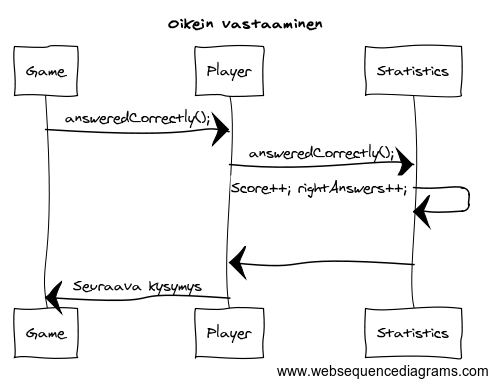 Oikein vastaaminen
Game
Player
Statistics
answeredCorrectly();
answeredCorrectly();
Score++; rightAnswers++;
Seuraava kysymys
Game
Player
Statistics
www.websequencediagrams.com